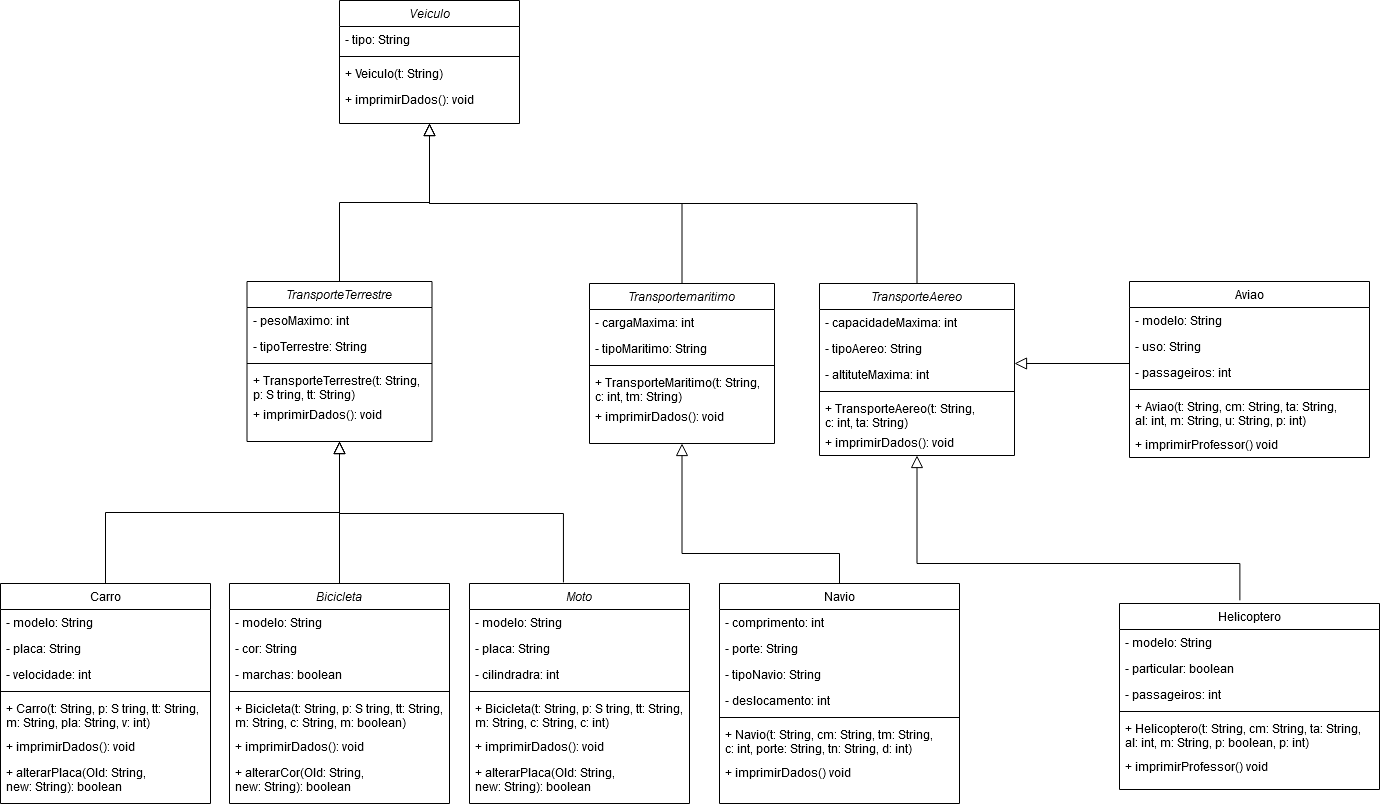 Veiculo
- tipo: String
+ Veiculo(t: String)
+ imprimirDados(): void
TransporteTerrestre
- pesoMaximo: int
- tipoTerrestre: String
+ TransporteTerrestre(t: String,
p: S tring, tt: String)
+ imprimirDados(): void
Transportemaritimo
- cargaMaxima: int
- tipoMaritimo: String
+ TransporteMaritimo(t: String,
c: int, tm: String)
+ imprimirDados(): void
TransporteAereo
- capacidadeMaxima: int
- tipoAereo: String
- altituteMaxima: int
+ TransporteAereo(t: String,
c: int, ta: String)
+ imprimirDados(): void
Aviao
- modelo: String
- uso: String
- passageiros: int
+ Aviao(t: String, cm: String, ta: String,
al: int, m: String, u: String, p: int)
+ imprimirProfessor() void
Carro
- modelo: String
- placa: String
- velocidade: int
+ Carro(t: String, p: S tring, tt: String,
m: String, pla: String, v: int)
+ imprimirDados(): void
+ alterarPlaca(Old: String,
new: String): boolean
Bicicleta
- modelo: String
- cor: String
- marchas: boolean
+ Bicicleta(t: String, p: S tring, tt: String,
m: String, c: String, m: boolean)
+ imprimirDados(): void
+ alterarCor(Old: String,
new: String): boolean
Moto
- modelo: String
- placa: String
- cilindradra: int
+ Bicicleta(t: String, p: S tring, tt: String,
m: String, c: String, c: int)
+ imprimirDados(): void
+ alterarPlaca(Old: String,
new: String): boolean
Navio
- comprimento: int
- porte: String
- tipoNavio: String
- deslocamento: int
+ Navio(t: String, cm: String, tm: String,
c: int, porte: String, tn: String, d: int)
+ imprimirDados() void
Helicoptero
- modelo: String
- particular: boolean
- passageiros: int
+ Helicoptero(t: String, cm: String, ta: String,
al: int, m: String, p: boolean, p: int)
+ imprimirProfessor() void